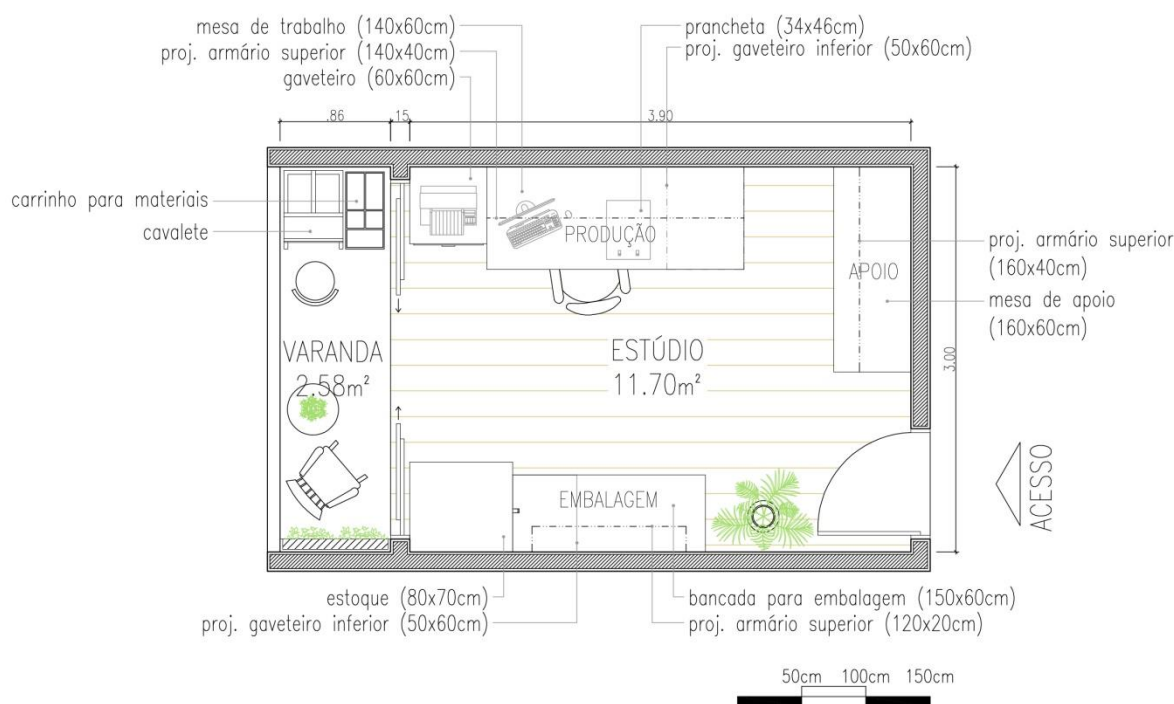 mesa de trabalho (140x60cm)
proj. armário superior (140x40cm)
gaveteiro (60x60cm)
prancheta (34x46cm)
proj. gaveteiro inferior (50x60cm)
.86
.15
3.90
carrinho para materiais
cavalete
PRODUÇÃO
APOIO
proj. armário superior
(160x40cm)
mesa de apoio
(160x60cm)
VARANDA
2.58m²
ESTÚDIO
11.70m²
3.00
ACESSO
EMBALAGEM
estoque (80x70cm)
proj. gaveteiro inferior (50x60cm)
bancada para embalagem (150x60cm)
proj. armário superior (120x20cm)
50cm 100cm 150cm